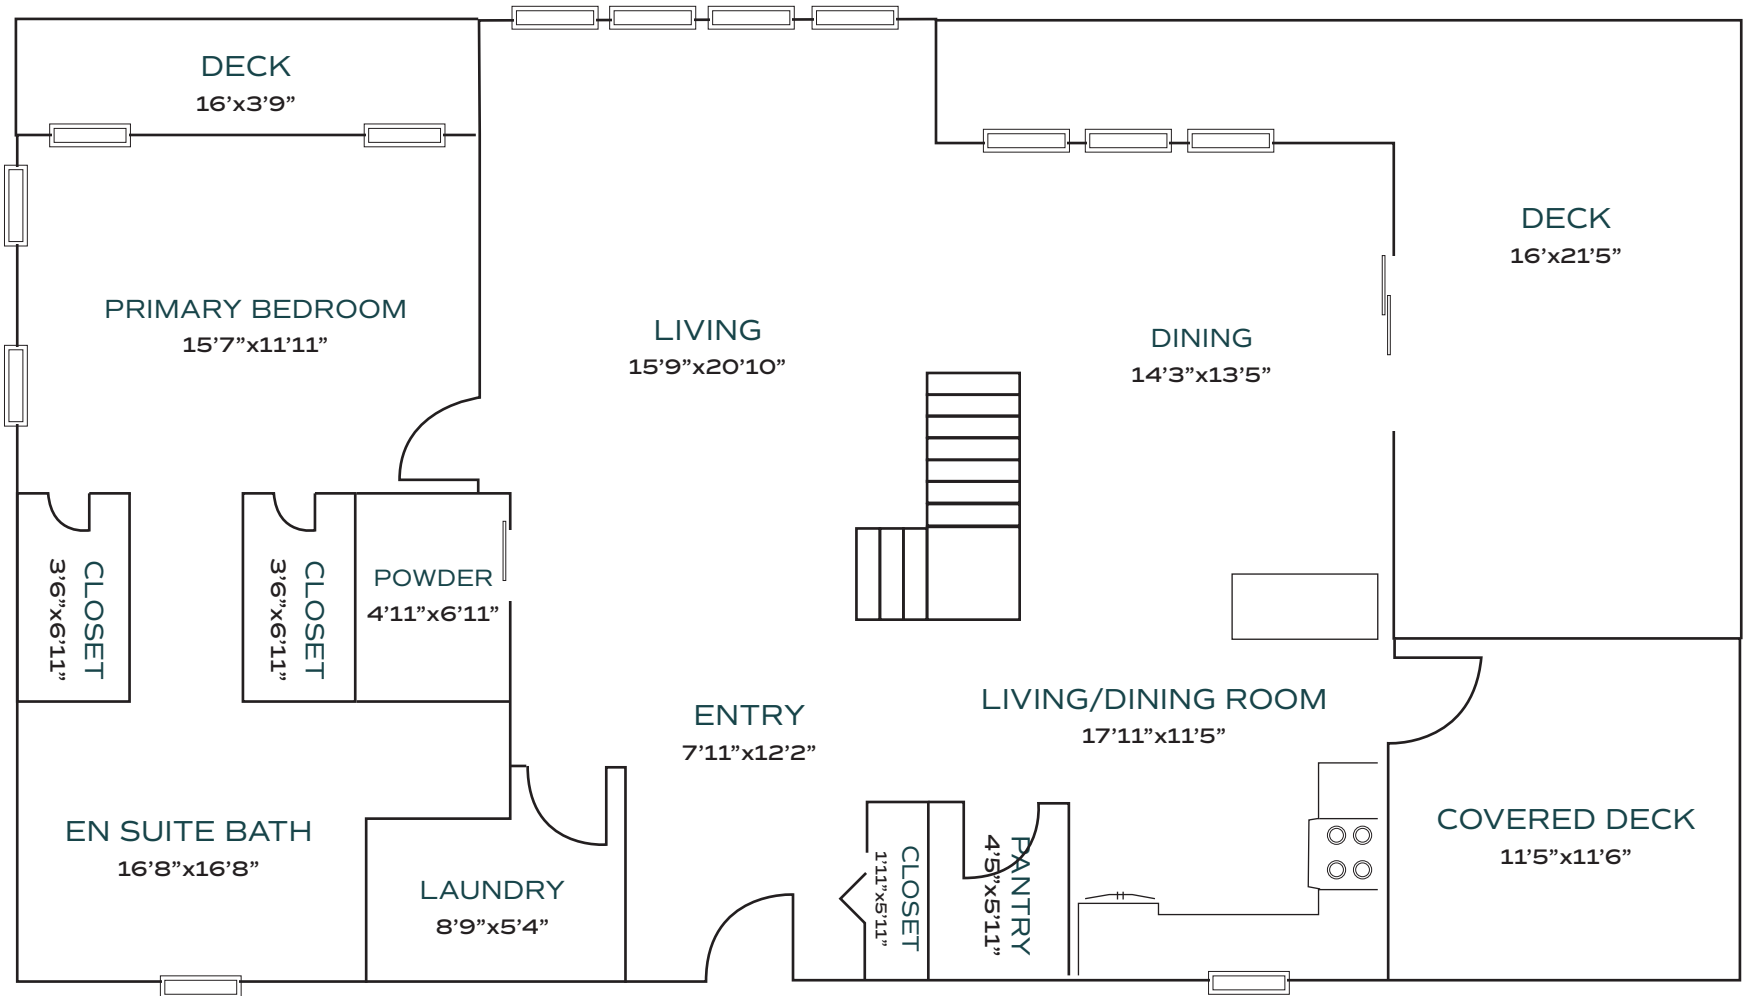 DECK
16’x3’9”
DECK
16’x21’5”
PRIMARY BEDROOM
15’7”x11’11”
LIVING
15’9”x20’10”
DINING
14’3”x13’5”
CLOSET
3’6”x6’11”
CLOSET
3’6”x6’11”
POWDER
4’11”x6’11”
ENTRY
7’11”x12’2”
LIVING/DINING ROOM
17’11”x11’5”
EN SUITE BATH
16’8”x16’8”
LAUNDRY
8’9”x5’4”
CLOSET
1’11”x5’11”
PANTRY
4’5”x5’11”
COVERED DECK
11’5”x11’6”